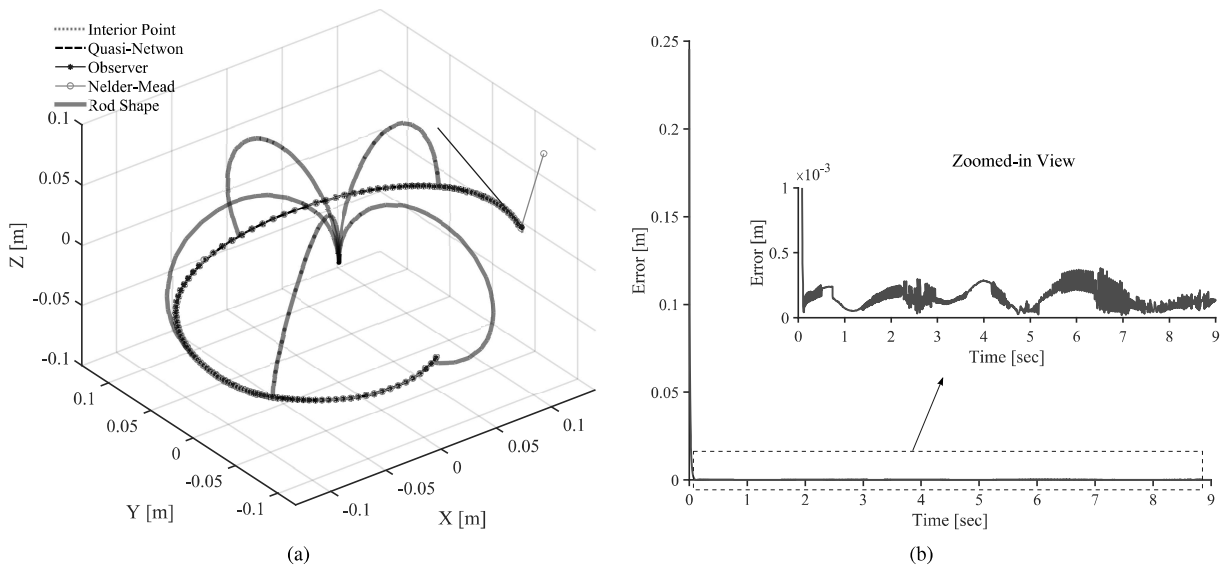 Interior Point
Quasi-Netwon
Observer
Nelder-Mead
Rod Shape
0.1
0.05
0
-0.05
-0.1
Z [m]
0.1
0.05
0
-0.05
-0.1
Y [m]
-0.1
-0.05
0
0.05
0.1
X [m]
(a)
0.25
0.2
0.15
0.1
0.05
0
Error [m]
0 1 2 3 4 5 6 7 8 9
Time [sec]
Zoomed-in View
×10⁻³
1
0.5
0
Error [m]
0 1 2 3 4 5 6 7 8 9
Time [sec]
(b)